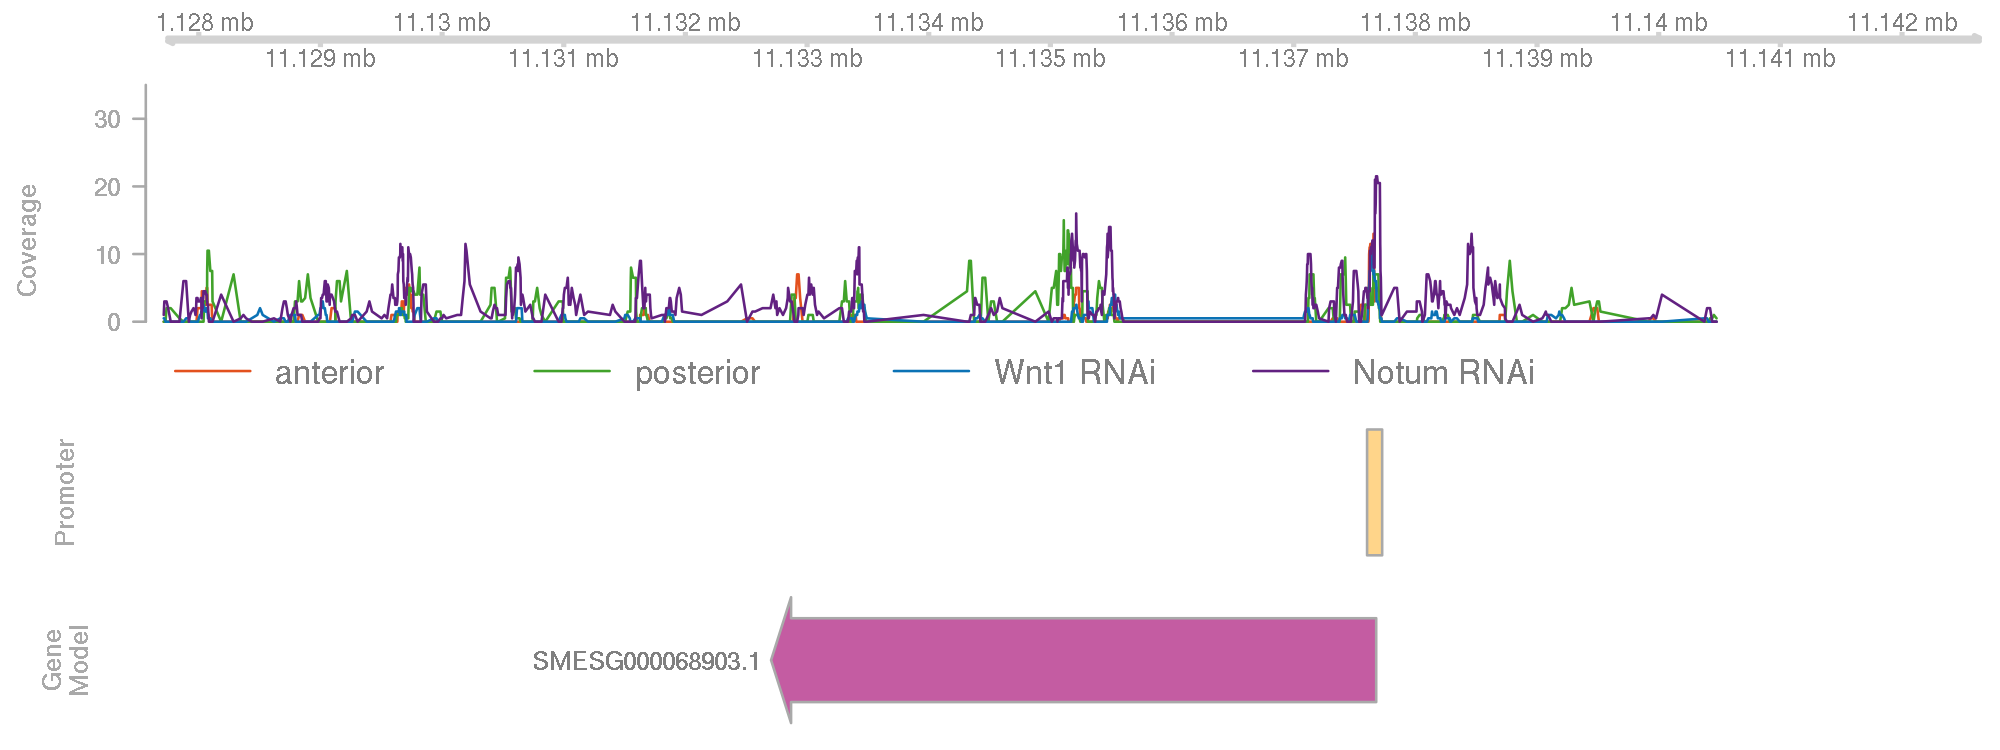 1.128 mb 11.13 mb 11.132 mb 11.134 mb 11.136 mb 11.138 mb 11.14 mb 11.142 mb
11.129 mb 11.131 mb 11.133 mb 11.135 mb 11.137 mb 11.139 mb 11.141 mb
Coverage
30
20
10
0
anterior posterior Wnt1 RNAi Notum RNAi
Promoter
Gene
Model
SMESG000068903.1